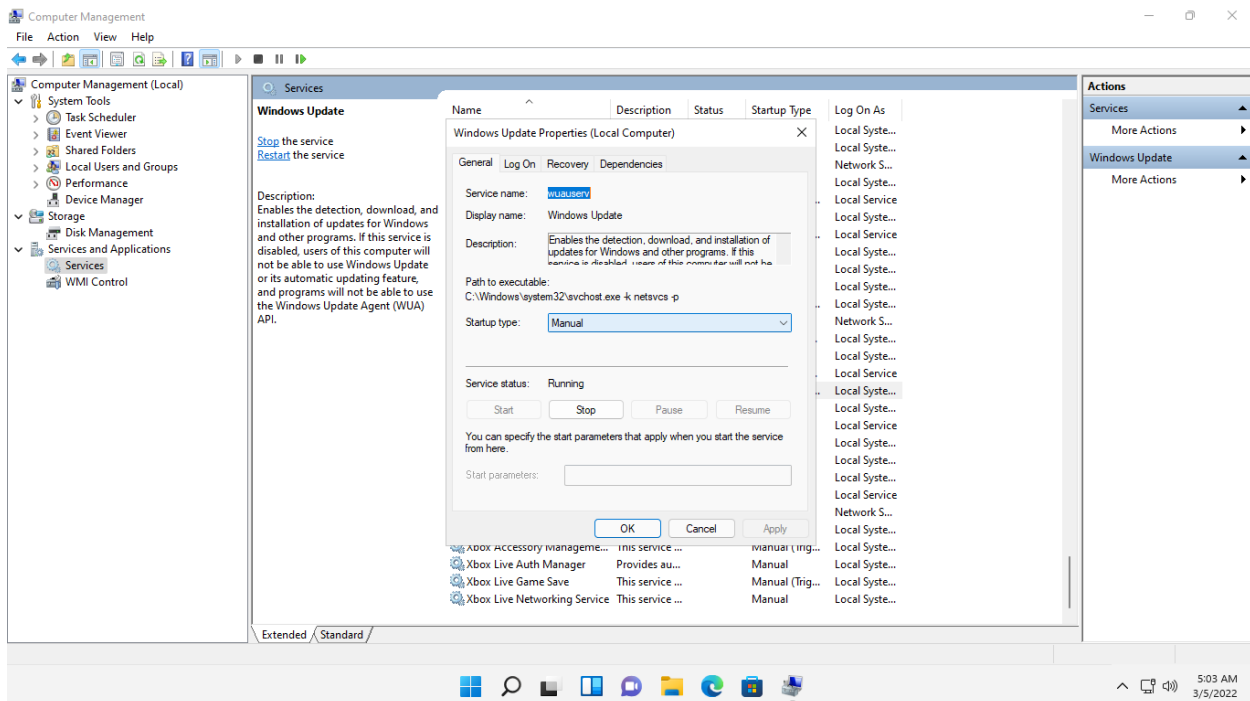 Computer Management
File Action View Help
Computer Management (Local)
System Tools
Task Scheduler
Event Viewer
Shared Folders
Local Users and Groups
Performance
Device Manager
Storage
Disk Management
Services and Applications
Services
WMI Control
Services
Windows Update
Stop the service
Restart the service
Description:
Enables the detection, download, and
installation of updates for Windows
and other programs. If this service is
disabled, users of this computer will
not be able to use Windows Update
or its automatic updating feature,
and programs will not be able to use
the Windows Update Agent (WUA)
API.
Name Description Status Startup Type Log On As
Windows Update Properties (Local Computer)
General Log On Recovery Dependencies
Service name: wuauserv
Display name: Windows Update
Description: Enables the detection, download, and installation of
updates for Windows and other programs. If this
service is disabled, users of this computer will not be
Path to executable:
C:\Windows\system32\svchost.exe -k netsvcs -p
Startup type: Manual
Service status: Running
Start Stop Pause Resume
You can specify the start parameters that apply when you start the service
from here.
Start parameters:
OK Cancel Apply
Local Syste...
Local Syste...
Network S...
Local Syste...
Local Service
Local Syste...
Local Service
Local Syste...
Local Syste...
Local Syste...
Local Syste...
Network S...
Local Syste...
Local Syste...
Local Service
Local Syste...
Local Syste...
Local Service
Local Syste...
Local Syste...
Local Syste...
Local Service
Network S...
Local Syste...
Xbox Accessory Manageme... This service ... Manual (Trig... Local Syste...
Xbox Live Auth Manager Provides au... Manual Local Syste...
Xbox Live Game Save This service ... Manual (Trig... Local Syste...
Xbox Live Networking Service This service ... Manual Local Syste...
Extended Standard
Actions
Services
More Actions
Windows Update
More Actions
5:03 AM
3/5/2022